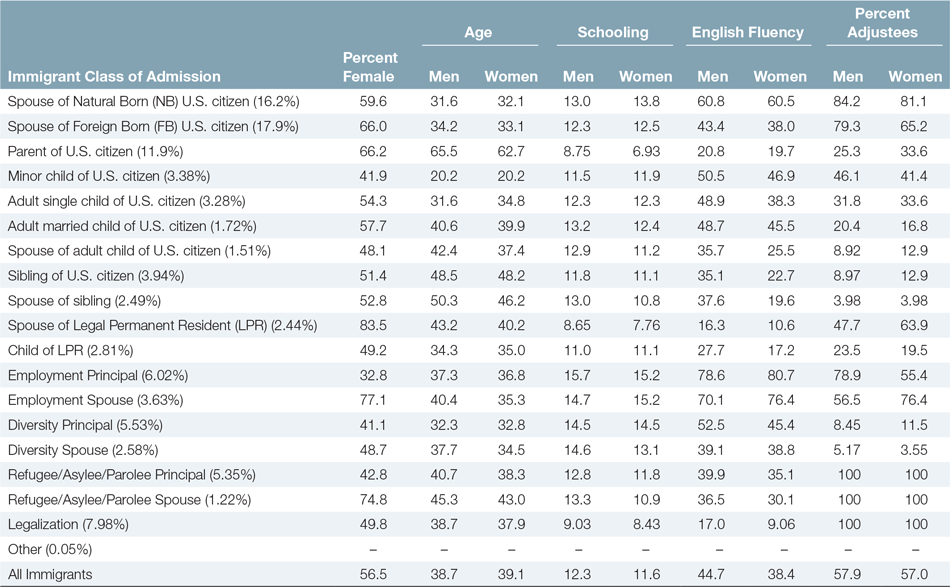 Percent
Age Schooling English Fluency Adjustees
Percent
Immigrant Class of Admission Female Men Women Men Women Men Women Men Women
Spouse of Natural Born (NB) U.S. citizen (16.2%) 59.6 31.6 32.1 13.0 13.8 60.8 60.5 84.2 81.1
Spouse of Foreign Born (FB) U.S. citizen (17.9%) 66.0 34.2 33.1 12.3 12.5 43.4 38.0 79.3 65.2
Parent of U.S. citizen (11.9%) 66.2 65.5 62.7 8.75 6.93 20.8 19.7 25.3 33.6
Minor child of U.S. citizen (3.38%) 41.9 20.2 20.2 11.5 11.9 50.5 46.9 46.1 41.4
Adult single child of U.S. citizen (3.28%) 54.3 31.6 34.8 12.3 12.3 48.9 38.3 31.8 33.6
Adult married child of U.S. citizen (1.72%) 57.7 40.6 39.9 13.2 12.4 48.7 45.5 20.4 16.8
Spouse of adult child of U.S. citizen (1.51%) 48.1 42.4 37.4 12.9 11.2 35.7 25.5 8.92 12.9
Sibling of U.S. citizen (3.94%) 51.4 48.5 48.2 11.8 11.1 35.1 22.7 8.97 12.9
Spouse of sibling (2.49%) 52.8 50.3 46.2 13.0 10.8 37.6 19.6 3.98 3.98
Spouse of Legal Permanent Resident (LPR) (2.44%) 83.5 43.2 40.2 8.65 7.76 16.3 10.6 47.7 63.9
Child of LPR (2.81%) 49.2 34.3 35.0 11.0 11.1 27.7 17.2 23.5 19.5
Employment Principal (6.02%) 32.8 37.3 36.8 15.7 15.2 78.6 80.7 78.9 55.4
Employment Spouse (3.63%) 77.1 40.4 35.3 14.7 15.2 70.1 76.4 56.5 76.4
Diversity Principal (5.53%) 41.1 32.3 32.8 14.5 14.5 52.5 45.4 8.45 11.5
Diversity Spouse (2.58%) 48.7 37.7 34.5 14.6 13.1 39.1 38.8 5.17 3.55
Refugee/Asylee/Parolee Principal (5.35%) 42.8 40.7 38.3 12.8 11.8 39.9 35.1 100 100
Refugee/Asylee/Parolee Spouse (1.22%) 74.8 45.3 43.0 13.3 10.9 36.5 30.1 100 100
Legalization (7.98%) 49.8 38.7 37.9 9.03 8.43 17.0 9.06 100 100
Other (0.05%) – – – – – – – – –
All Immigrants 56.5 38.7 39.1 12.3 11.6 44.7 38.4 57.9 57.0